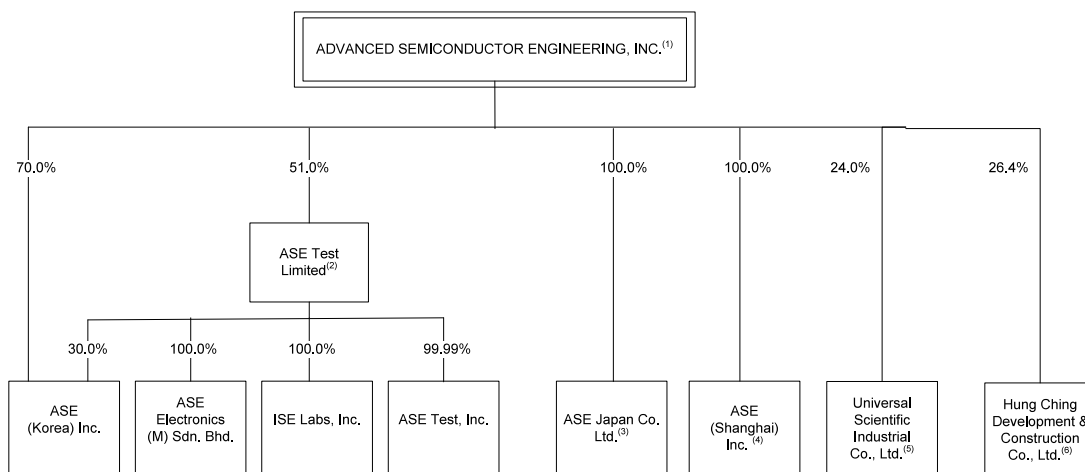 ADVANCED SEMICONDUCTOR ENGINEERING, INC.(1)
70.0%
51.0%
100.0%
100.0%
24.0%
26.4%
ASE Test
Limited(2)
30.0%
100.0%
100.0%
99.99%
ASE
(Korea) Inc.
ASE
Electronics
(M) Sdn. Bhd.
ISE Labs, Inc.
ASE Test, Inc.
ASE Japan Co.
Ltd.(3)
ASE
(Shanghai)
Inc. (4)
Universal
Scientific
Industrial
Co., Ltd.(5)
Hung Ching
Development &
Construction
Co., Ltd.(6)